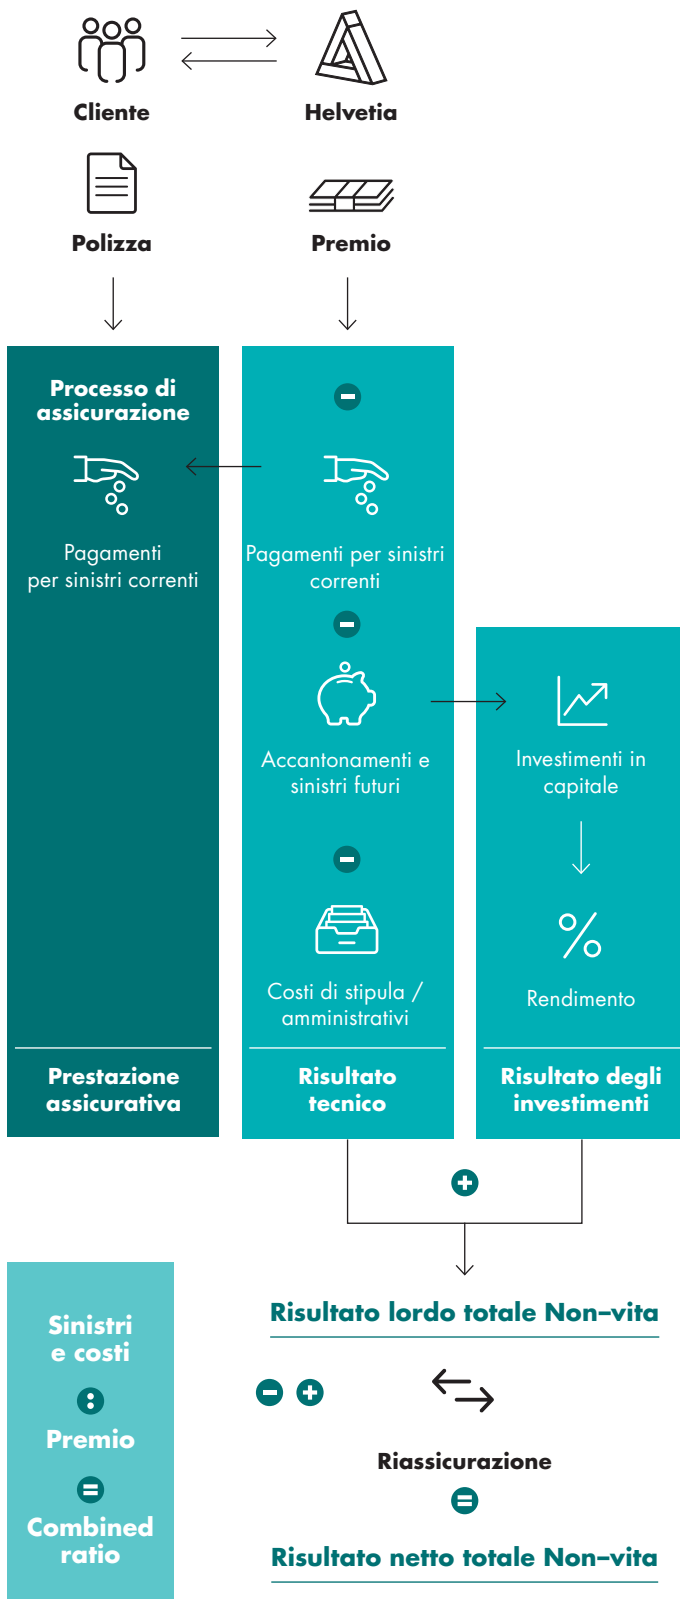 Cliente
Helvetia
Polizza
Premio
Processo di
assicurazione
Pagamenti
per sinistri correnti
Prestazione
assicurativa
Pagamenti per sinistri
correnti
Accantonamenti e
sinistri futuri
Costi di stipula /
amministrativi
Risultato
tecnico
Investimenti in
capitale
Rendimento
Risultato degli
investimenti
Sinistri
e costi
:
Premio
=
Combined
ratio
Risultato lordo totale Non–vita
Riassicurazione
=
Risultato netto totale Non–vita